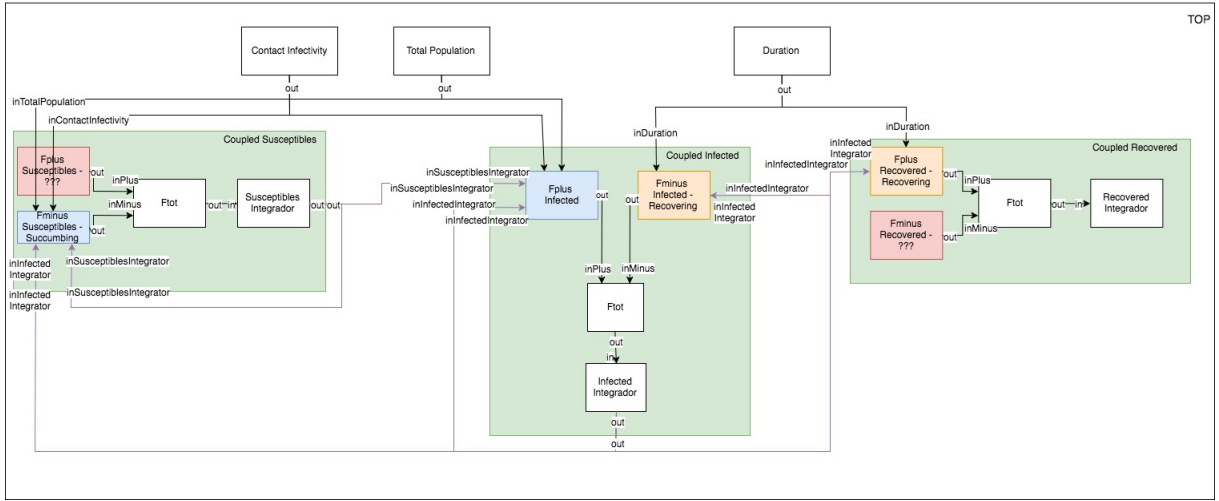 TOP
Contact Infectivity
Total Population
Duration
out
out
out
inTotalPopulation
inContactInfectivity
inDuration
inDuration
Coupled Susceptibles
Coupled Infected
Coupled Recovered
Fplus
Susceptibles -
???
out
inPlus
inMinus
Fminus
Susceptibles -
Succumbing
out
Ftot
out
in
Susceptibles
Integrador
out
out
inInfected
Integrator
inInfected
Integrator
inSusceptiblesIntegrator
inSusceptiblesIntegrator
inSusceptiblesIntegrator
inSusceptiblesIntegrator
inInfectedIntegrator
inInfectedIntegrator
Fplus
Infected
out
Fminus
Infected -
Recovering
out
inPlus
inMinus
Ftot
out
in
Infected
Integrador
out
out
inInfectedIntegrator
inInfected
Integrator
inInfectedIntegrator
inInfected
Integrator
Fplus
Recovered -
Recovering
out
inPlus
inMinus
Fminus
Recovered -
???
out
Ftot
out
in
Recovered
Integrador